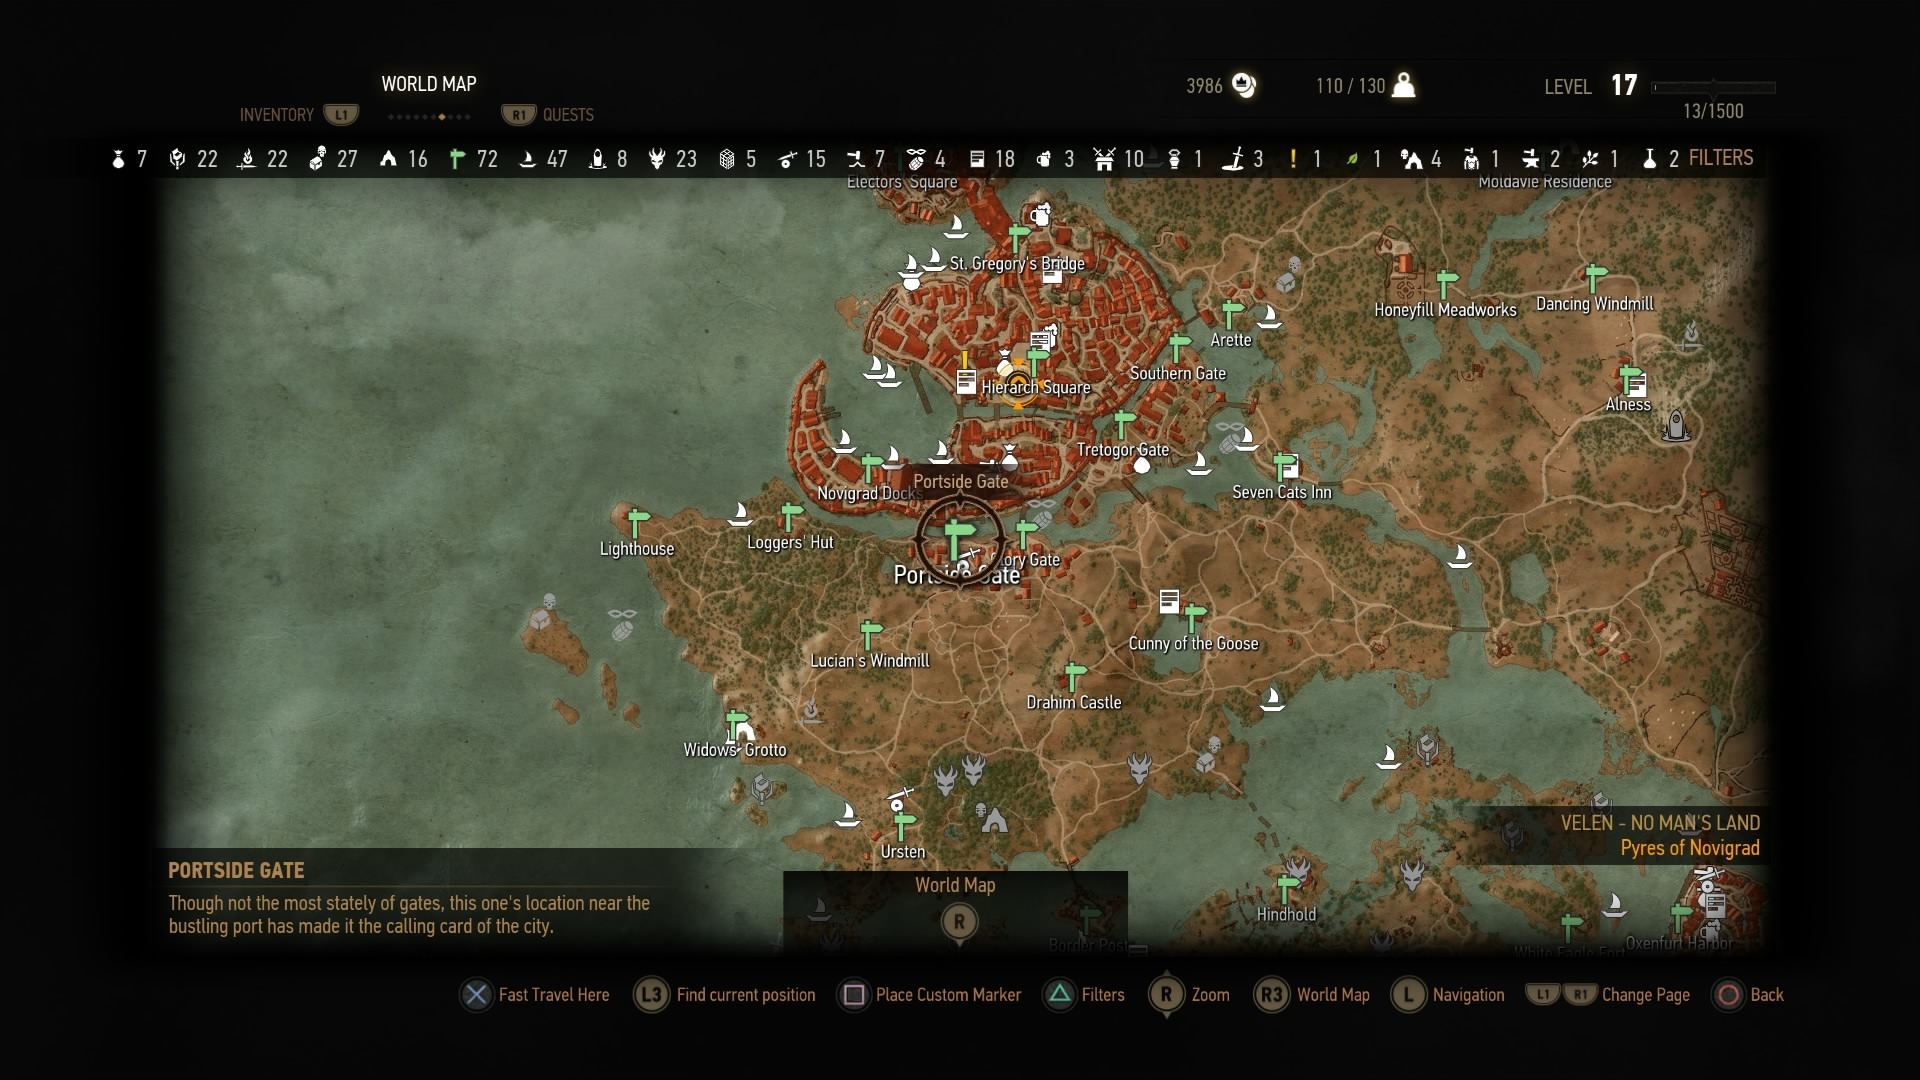 WORLD MAP
3986
110 / 130
LEVEL 17
INVENTORY L1
R1 QUESTS
13/1500
7 22 22 27 16 72 47 8 23 5 15 7 4 18 3 10 1 3 1 1 4 1 2 1 2 FILTERS
Electors' Square
Moldavie Residence
St. Gregory's Bridge
Honeyfill Meadworks
Dancing Windmill
Arette
Southern Gate
Hierarch Square
Alness
Tretogor Gate
Portside Gate
Novigrad Docks
Seven Cats Inn
Lighthouse
Loggers' Hut
Gate
Portside Gate
Cunny of the Goose
Lucian's Windmill
Drahim Castle
Widows' Grotto
VELEN - NO MAN'S LAND
Pyres of Novigrad
Ursten
PORTSIDE GATE
Though not the most stately of gates, this one's location near the
bustling port has made it the calling card of the city.
World Map
R
Hindhold
Border Post
White Eagle Fort
Oxenfurt Harbor
Fast Travel Here
L3 Find current position
Place Custom Marker
Filters
R Zoom
R3 World Map
L Navigation
L1 R1 Change Page
Back